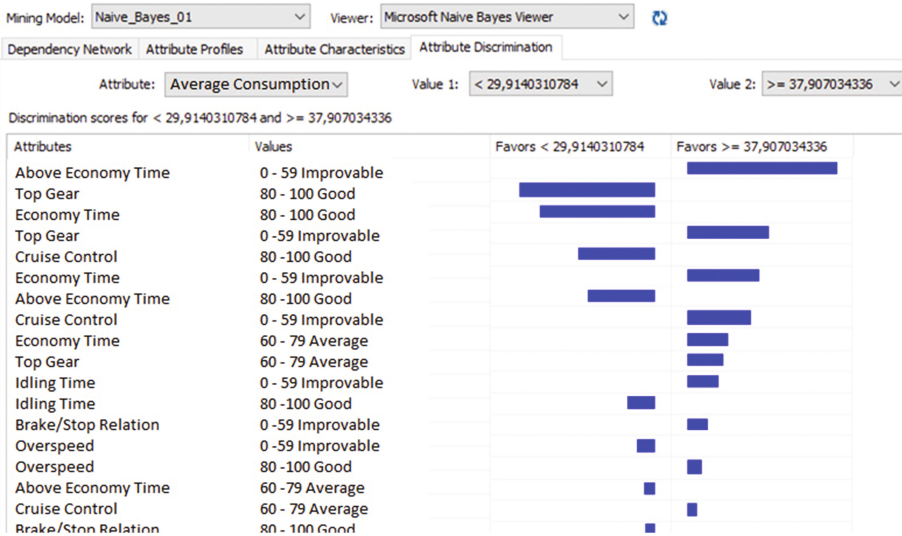 Mining Model: Naive_Bayes_01 Viewer: Microsoft Naive Bayes Viewer
Dependency Network Attribute Profiles Attribute Characteristics Attribute Discrimination
Attribute: Average Consumption Value 1: < 29,9140310784 Value 2: >= 37,907034336
Discrimination scores for < 29,9140310784 and >= 37,907034336
Attributes Values Favors < 29,9140310784 Favors >= 37,907034336
Above Economy Time 0 - 59 Improvable
Top Gear 80 - 100 Good
Economy Time 80 - 100 Good
Top Gear 0 -59 Improvable
Cruise Control 80 -100 Good
Economy Time 0 - 59 Improvable
Above Economy Time 80 -100 Good
Cruise Control 0 - 59 Improvable
Economy Time 60 - 79 Average
Top Gear 60 - 79 Average
Idling Time 0 - 59 Improvable
Idling Time 80 -100 Good
Brake/Stop Relation 0 -59 Improvable
Overspeed 0 -59 Improvable
Overspeed 80 -100 Good
Above Economy Time 60 -79 Average
Cruise Control 60 - 79 Average
Brake/Stop Relation 80 - 100 Good